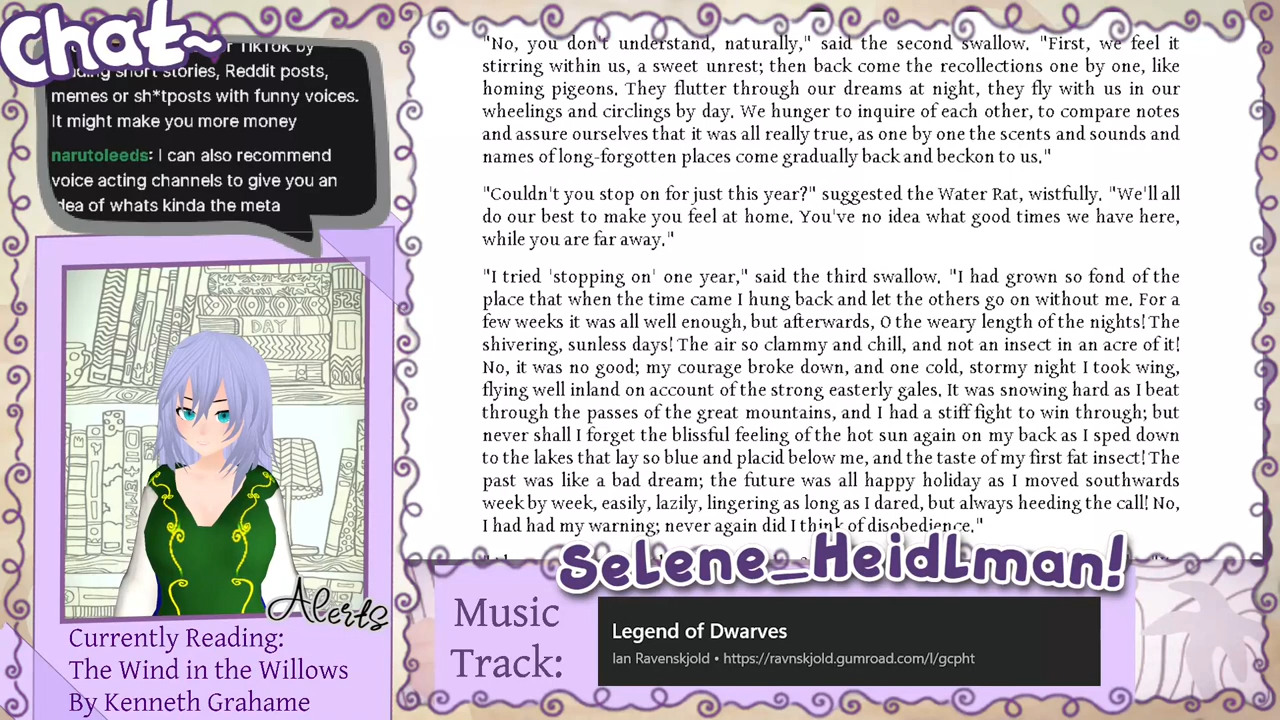 Chat~
TikTok by
short stories, Reddit posts,
memes or sh*tposts with funny voices.
It might make you more money
narutoleeds: I can also recommend
voice acting channels to give you an
idea of whats kinda the meta
DAY
Alerts
Currently Reading:
The Wind in the Willows
By Kenneth Grahame
"No, you don't understand, naturally," said the second swallow. "First, we feel it
stirring within us, a sweet unrest; then back come the recollections one by one, like
homing pigeons. They flutter through our dreams at night, they fly with us in our
wheelings and circlings by day. We hunger to inquire of each other, to compare notes
and assure ourselves that it was all really true, as one by one the scents and sounds and
names of long-forgotten places come gradually back and beckon to us."
"Couldn't you stop on for just this year?" suggested the Water Rat, wistfully. "We'll all
do our best to make you feel at home. You've no idea what good times we have here,
while you are far away."
"I tried 'stopping on' one year," said the third swallow. "I had grown so fond of the
place that when the time came I hung back and let the others go on without me. For a
few weeks it was all well enough, but afterwards, O the weary length of the nights! The
shivering, sunless days! The air so clammy and chill, and not an insect in an acre of it!
No, it was no good; my courage broke down, and one cold, stormy night I took wing,
flying well inland on account of the strong easterly gales. It was snowing hard as I beat
through the passes of the great mountains, and I had a stiff fight to win through; but
never shall I forget the blissful feeling of the hot sun again on my back as I sped down
to the lakes that lay so blue and placid below me, and the taste of my first fat insect! The
past was like a bad dream; the future was all happy holiday as I moved southwards
week by week, easily, lazily, lingering as long as I dared, but always heeding the call! No,
I had had my warning; never again did I think of disobedience."
Selene_Heidlman!
Music
Track:
Legend of Dwarves
Ian Ravenskjold • https://ravnskjold.gumroad.com/l/gcpht